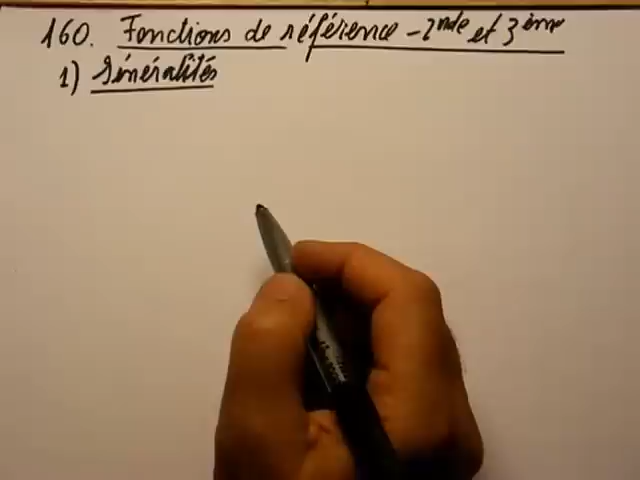 160. Fonctions de référence - 2nde et 3ème
1) Généralités